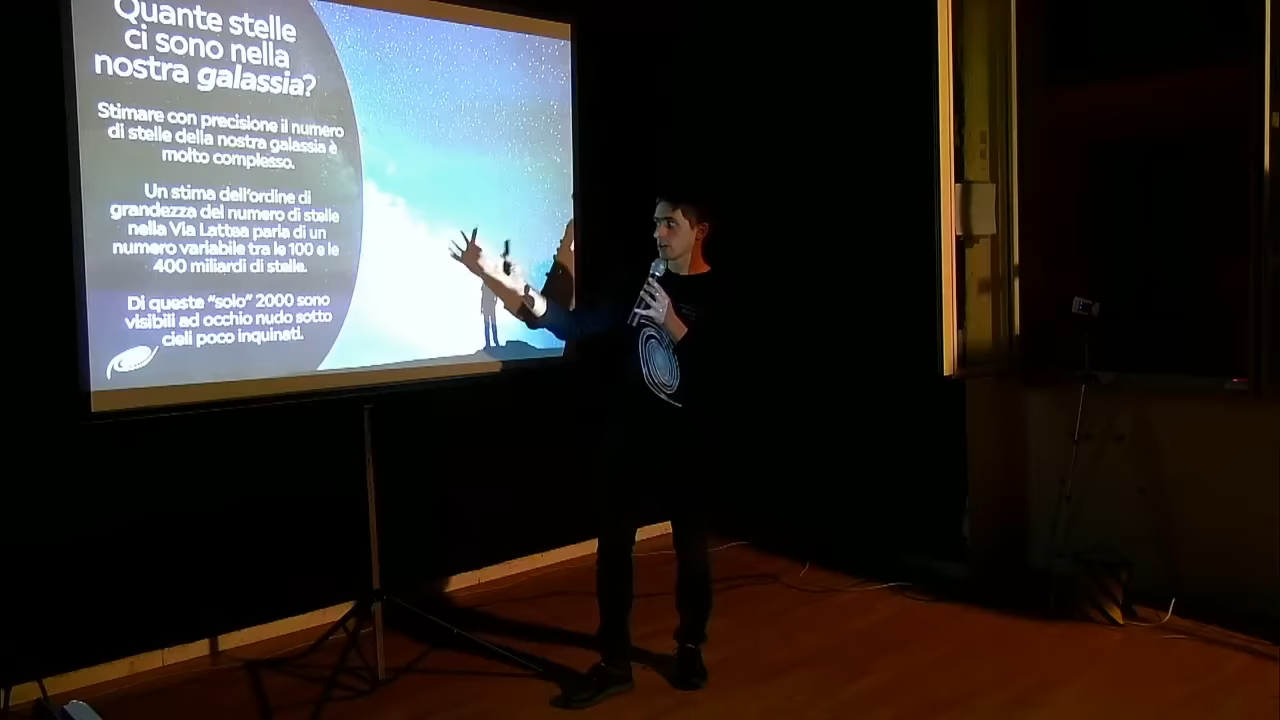 Quante stelle
ci sono nella
nostra galassia?
Stimare con precisione il numero
di stelle della nostra galassia è
molto complesso.
Un stima dell'ordine di
grandezza del numero di stelle
nella Via Lattea parla di un
numero variabile tra le 100 e le
400 miliardi di stelle.
Di queste "solo" 2000 sono
visibili ad occhio nudo sotto
cieli poco inquinati.